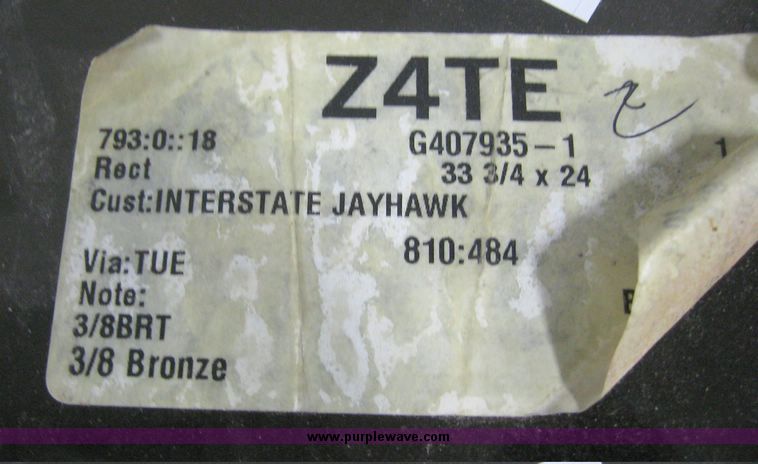 Z4TE
793:0::18 G407935-1 1
Rect 33 3/4 x 24
Cust:INTERSTATE JAYHAWK
Via:TUE 810:484
Note:
3/8BRT
3/8 Bronze
www.purplewave.com